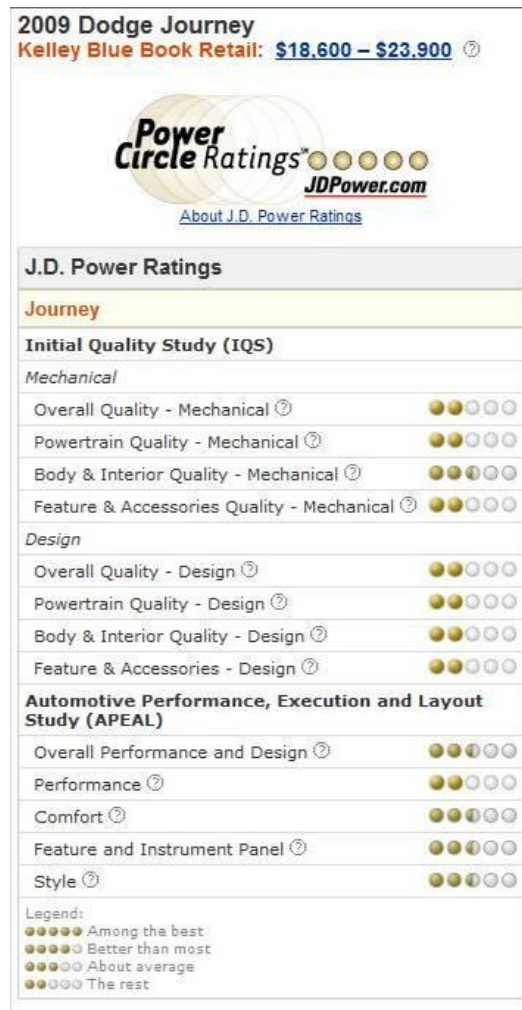 2009 Dodge Journey
Kelley Blue Book Retail: $18,600 – $23,900 ?
Power
Circle Ratings℠
JDPower.com
About J.D. Power Ratings
J.D. Power Ratings
Journey
Initial Quality Study (IQS)
Mechanical
Overall Quality - Mechanical ?
Powertrain Quality - Mechanical ?
Body & Interior Quality - Mechanical ?
Feature & Accessories Quality - Mechanical ?
Design
Overall Quality - Design ?
Powertrain Quality - Design ?
Body & Interior Quality - Design ?
Feature & Accessories - Design ?
Automotive Performance, Execution and Layout
Study (APEAL)
Overall Performance and Design ?
Performance ?
Comfort ?
Feature and Instrument Panel ?
Style ?
Legend:
Among the best
Better than most
About average
The rest